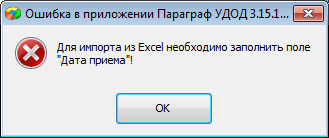 Ошибка в приложении Параграф УДОД 3.15.1...
Для импорта из Excel необходимо заполнить поле
"Дата приема"!
OK